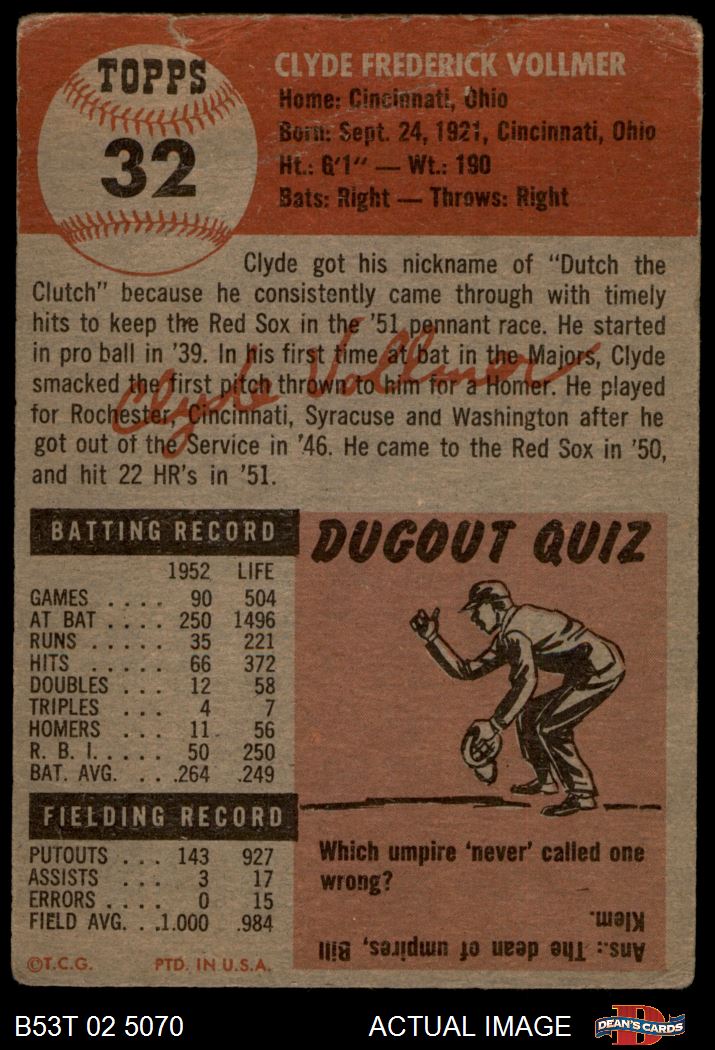 TOPPS
32
CLYDE FREDERICK VOLLMER
Home: Cincinnati, Ohio
Born: Sept. 24, 1921, Cincinnati, Ohio
Ht.: 6'1" — Wt.: 190
Bats: Right — Throws: Right
Clyde got his nickname of "Dutch the
Clutch" because he consistently came through with timely
hits to keep the Red Sox in the '51 pennant race. He started
in pro ball in '39. In his first time at bat in the Majors, Clyde
smacked the first pitch thrown to him for a Homer. He played
for Rochester, Cincinnati, Syracuse and Washington after he
got out of the Service in '46. He came to the Red Sox in '50,
and hit 22 HR's in '51.
Clyde Vollmer
BATTING RECORD
1952 LIFE
GAMES .... 90 504
AT BAT .... 250 1496
RUNS ..... 35 221
HITS ..... 66 372
DOUBLES ... 12 58
TRIPLES ... 4 7
HOMERS ... 11 56
R. B. I. .... 50 250
BAT. AVG. ... .264 .249
FIELDING RECORD
PUTOUTS ... 143 927
ASSISTS ... 3 17
ERRORS .... 0 15
FIELD AVG. . .1.000 .984
©T.C.G. PTD. IN U.S.A.
DUGOUT QUIZ
Which umpire 'never' called one
wrong?
Ans.: The dean of umpires, Bill
Klem.
B53T 02 5070
ACTUAL IMAGE
D
DEAN'S CARDS